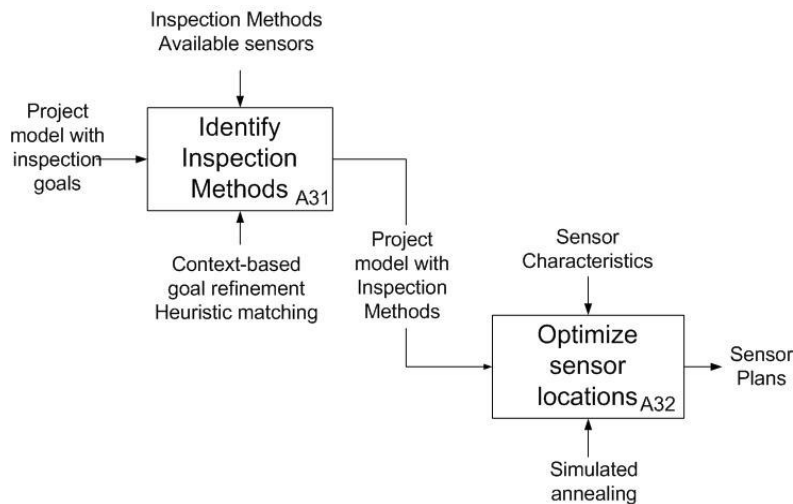 Inspection Methods
Available sensors
Project
model with
inspection
goals
Identify
Inspection
Methods
A31
Context-based
goal refinement
Heuristic matching
Project
model with
Inspection
Methods
Sensor
Characteristics
Optimize
sensor
locations
A32
Sensor
Plans
Simulated
annealing